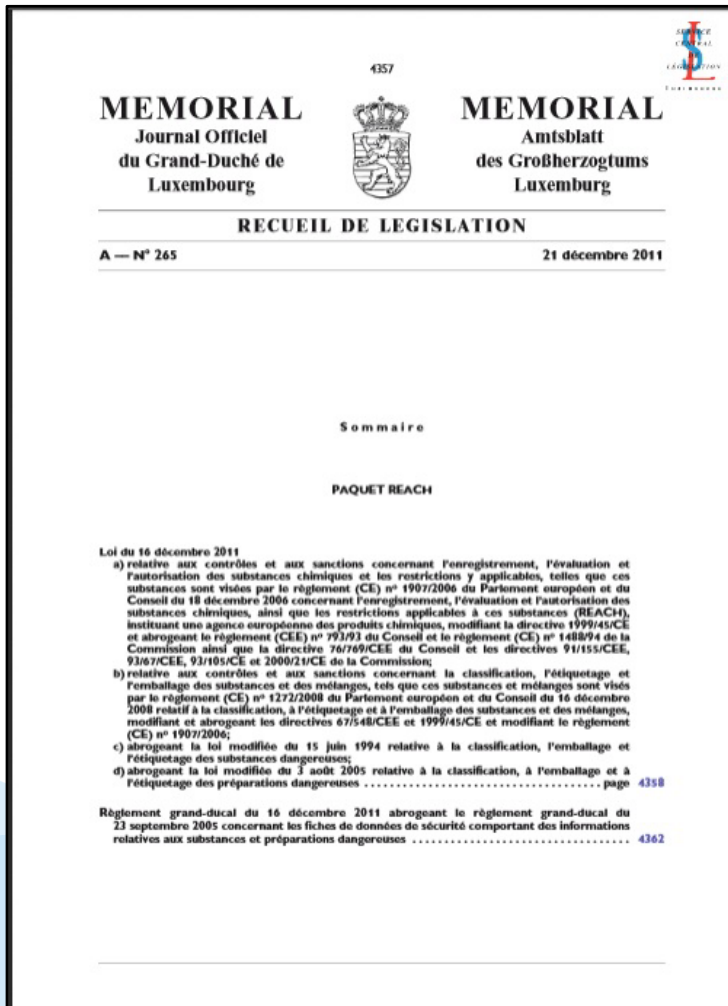 SERVICE
CENTRAL
DE
LÉGISLATION
LUXEMBOURG
4357
MEMORIAL
Journal Officiel
du Grand-Duché de
Luxembourg
MEMORIAL
Amtsblatt
des Großherzogtums
Luxemburg
RECUEIL DE LEGISLATION
A — N° 265
21 décembre 2011
Sommaire
PAQUET REACH
Loi du 16 décembre 2011
a) relative aux contrôles et aux sanctions concernant l'enregistrement, l'évaluation et
l'autorisation des substances chimiques et les restrictions y applicables, telles que ces
substances sont visées par le règlement (CE) n° 1907/2006 du Parlement européen et du
Conseil du 18 décembre 2006 concernant l'enregistrement, l'évaluation et l'autorisation des
substances chimiques, ainsi que les restrictions applicables à ces substances (REACH),
instituant une agence européenne des produits chimiques, modifiant la directive 1999/45/CE
et abrogeant le règlement (CEE) n° 793/93 du Conseil et le règlement (CE) n° 1488/94 de la
Commission ainsi que la directive 76/769/CEE du Conseil et les directives 91/155/CEE,
93/67/CEE, 93/105/CE et 2000/21/CE de la Commission;
b) relative aux contrôles et aux sanctions concernant la classification, l'étiquetage et
l'emballage des substances et des mélanges, tels que ces substances et mélanges sont visés
par le règlement (CE) n° 1272/2008 du Parlement européen et du Conseil du 16 décembre
2008 relatif à la classification, à l'étiquetage et à l'emballage des substances et des mélanges,
modifiant et abrogeant les directives 67/548/CEE et 1999/45/CE et modifiant le règlement
(CE) n° 1907/2006;
c) abrogeant la loi modifiée du 15 juin 1994 relative à la classification, l'emballage et
l'étiquetage des substances dangereuses;
d) abrogeant la loi modifiée du 3 août 2005 relative à la classification, à l'emballage et à
l'étiquetage des préparations dangereuses ................................... page 4358
Règlement grand-ducal du 16 décembre 2011 abrogeant le règlement grand-ducal du
23 septembre 2005 concernant les fiches de données de sécurité comportant des informations
relatives aux substances et préparations dangereuses ................................ 4362